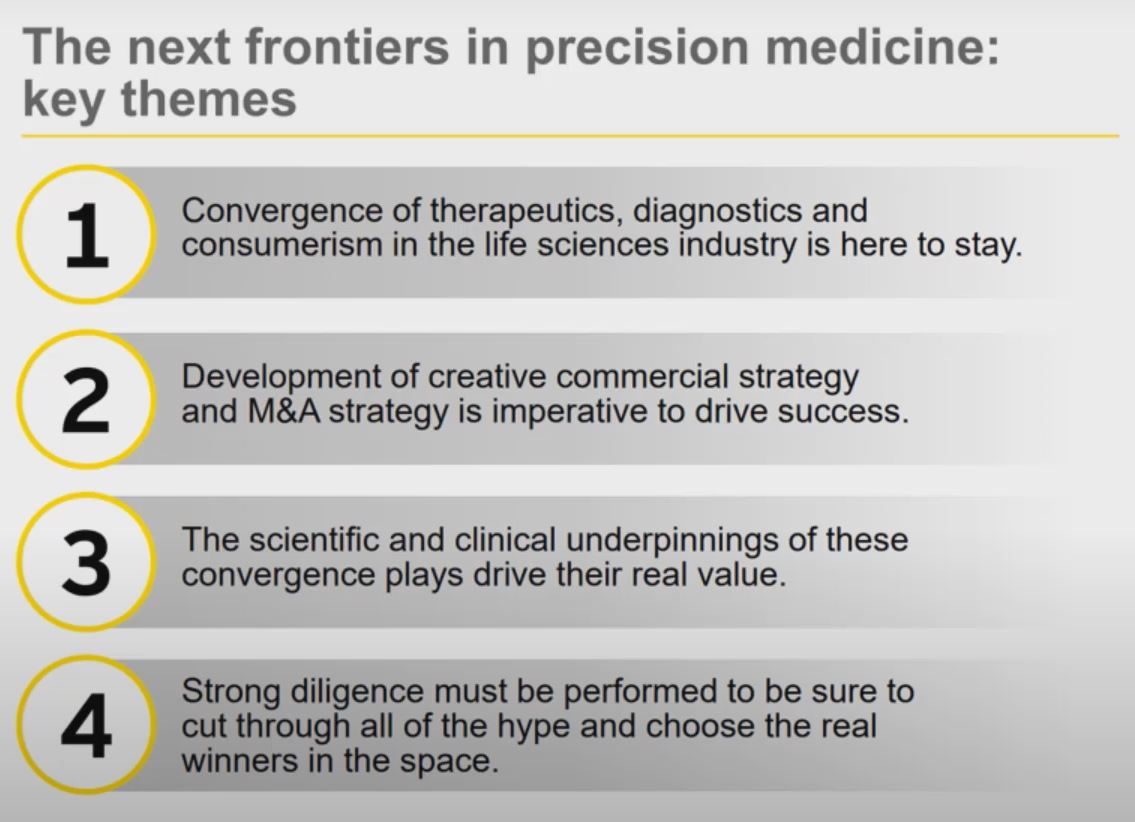 The next frontiers in precision medicine:
key themes
1
Convergence of therapeutics, diagnostics and
consumerism in the life sciences industry is here to stay.
2
Development of creative commercial strategy
and M&A strategy is imperative to drive success.
3
The scientific and clinical underpinnings of these
convergence plays drive their real value.
4
Strong diligence must be performed to be sure to
cut through all of the hype and choose the real
winners in the space.